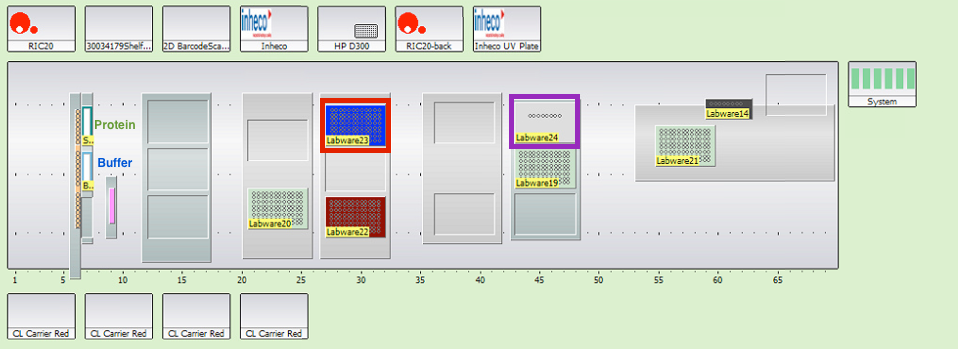 inheco
inheco
RIC20
30034179Shelf...
2D BarcodeSca...
Inheco
HP D300
RIC20-back
Inheco UV Plate
System
Protein
S..
Buffer
B..
Labware23
Labware24
Labware14
Labware21
Labware19
Labware20
Labware22
1 5 10 15 20 25 30 35 40 45 50 55 60 65
CL Carrier Red
CL Carrier Red
CL Carrier Red
CL Carrier Red